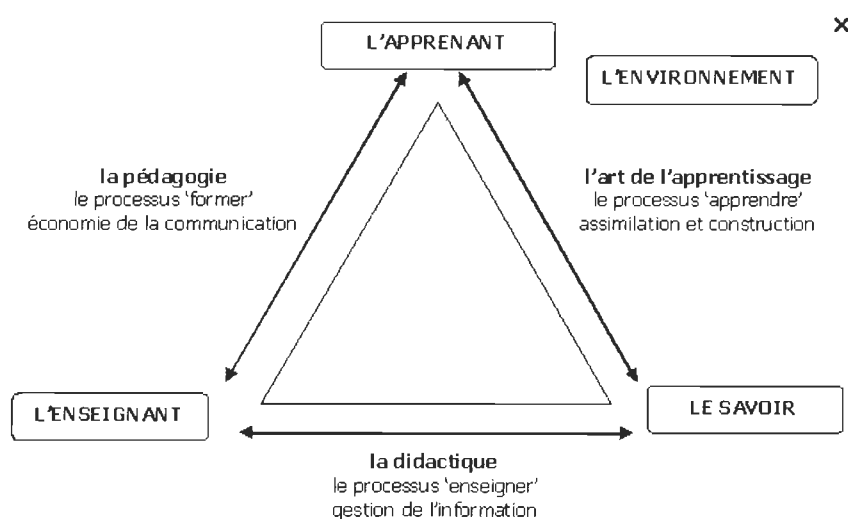 L'APPRENANT
L'ENVIRONNEMENT
la pédagogie
le processus 'former'
économie de la communication
l'art de l'apprentissage
le processus 'apprendre'
assimilation et construction
L'ENSEIGNANT
LE SAVOIR
la didactique
le processus 'enseigner'
gestion de l'information